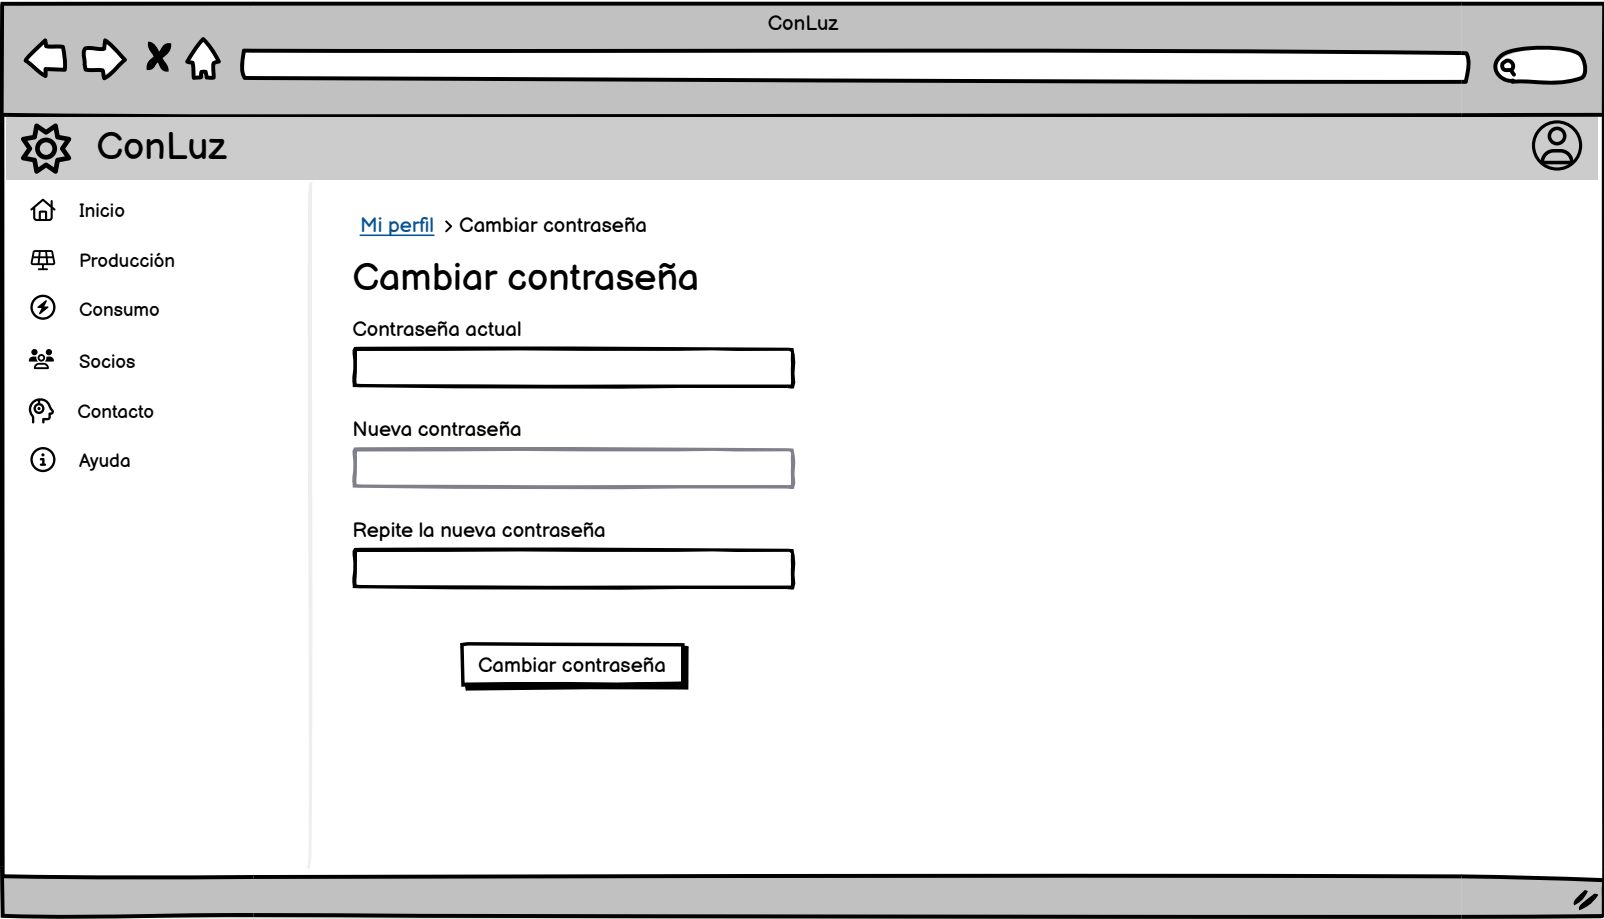 ConLuz
ConLuz
Inicio
Producción
Consumo
Socios
Contacto
Ayuda
Mi perfil > Cambiar contraseña
Cambiar contraseña
Contraseña actual
Nueva contraseña
Repite la nueva contraseña
Cambiar contraseña